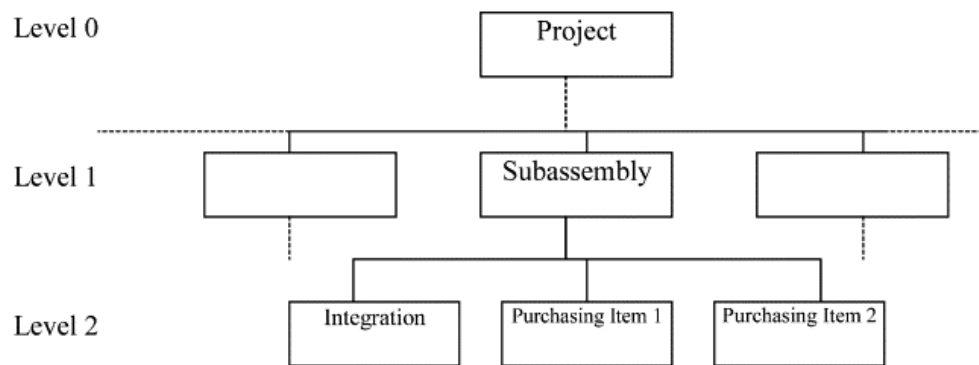 Level 0
Project
Level 1
Subassembly
Level 2
Integration
Purchasing Item 1
Purchasing Item 2